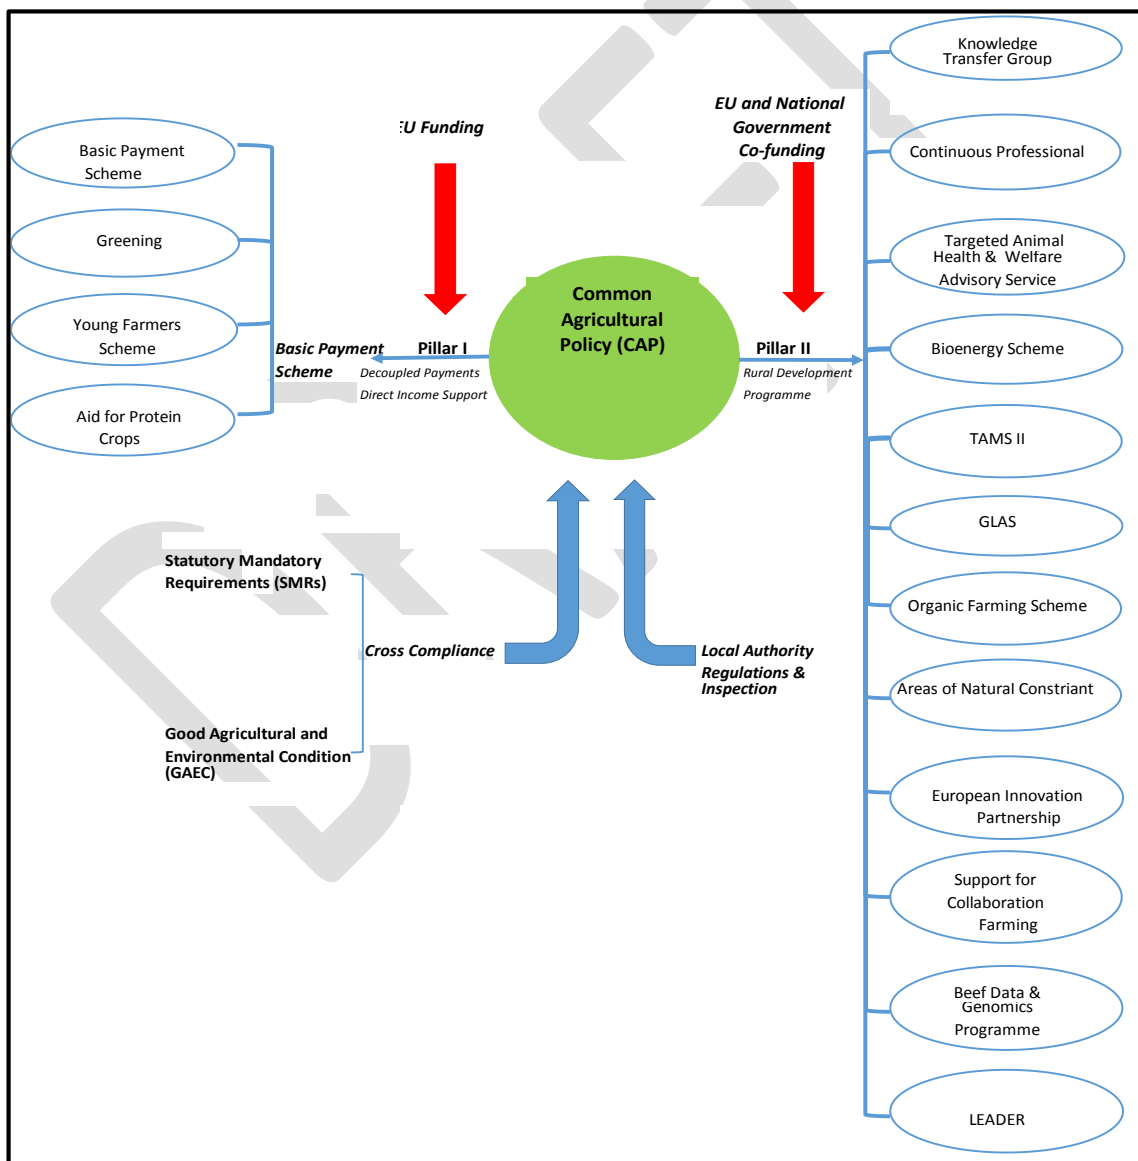 EU Funding
EU and National
Government
Co-funding
Basic Payment
Scheme
Greening
Young Farmers
Scheme
Aid for Protein
Crops
Basic Payment
Scheme
Pillar I
Decoupled Payments
Direct Income Support
Common
Agricultural
Policy (CAP)
Pillar II
Rural Development
Programme
Statutory Mandatory
Requirements (SMRs)
Cross Compliance
Good Agricultural and
Environmental Condition
(GAEC)
Local Authority
Regulations &
Inspection
Knowledge
Transfer Group
Continuous Professional
Targeted Animal
Health & Welfare
Advisory Service
Bioenergy Scheme
TAMS II
GLAS
Organic Farming Scheme
Areas of Natural Constriant
European Innovation
Partnership
Support for
Collaboration
Farming
Beef Data &
Genomics
Programme
LEADER